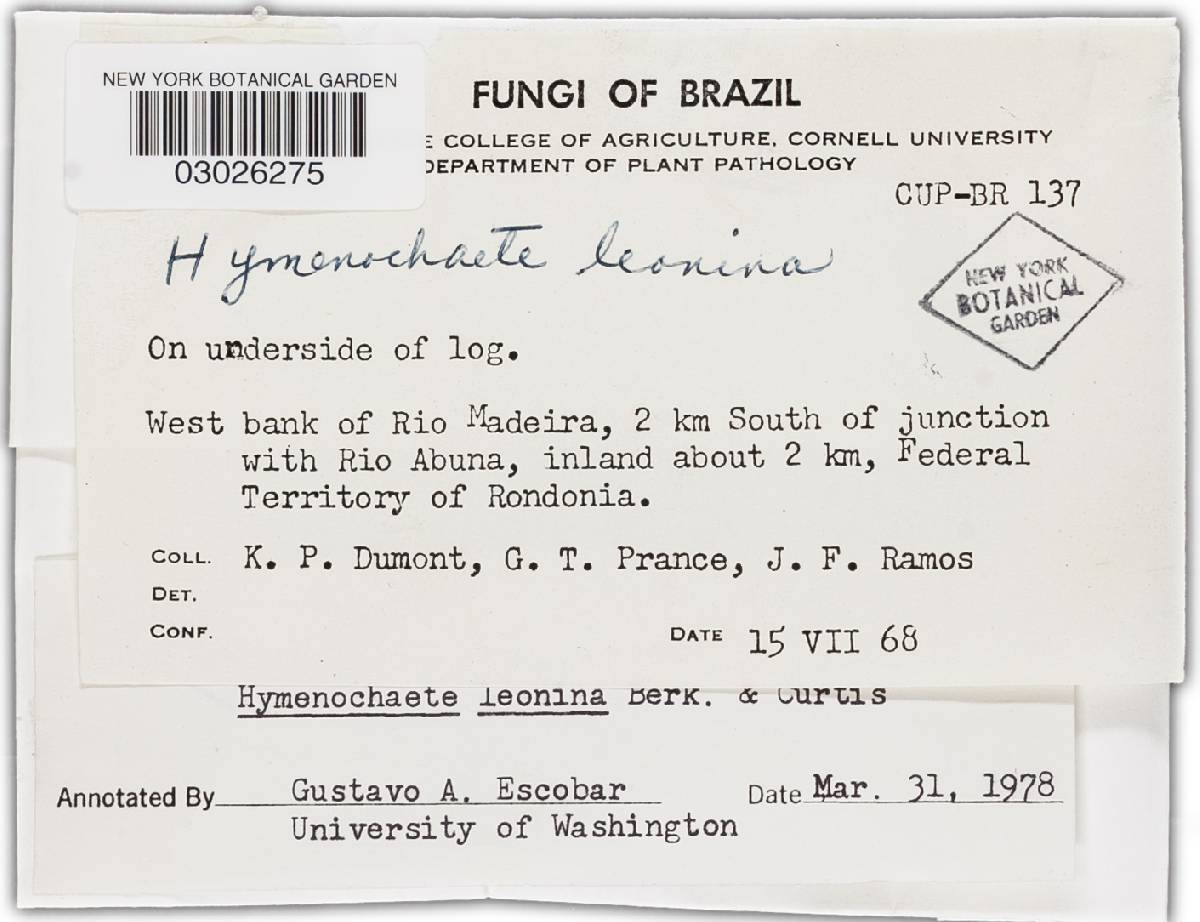 NEW YORK BOTANICAL GARDEN
03026275
FUNGI OF BRAZIL
E COLLEGE OF AGRICULTURE, CORNELL UNIVERSITY
DEPARTMENT OF PLANT PATHOLOGY
CUP-BR 137
Hymenochaete leonina
NEW YORK
BOTANICAL
GARDEN
On underside of log.
West bank of Rio Madeira, 2 km South of junction
with Rio Abuna, inland about 2 km, Federal
Territory of Rondonia.
COLL. K. P. Dumont, G. T. Prance, J. F. Ramos
DET.
CONF.
DATE 15 VII 68
Hymenochaete leonina Berk. & Curtis
Annotated By Gustavo A. Escobar Date Mar. 31, 1978
University of Washington